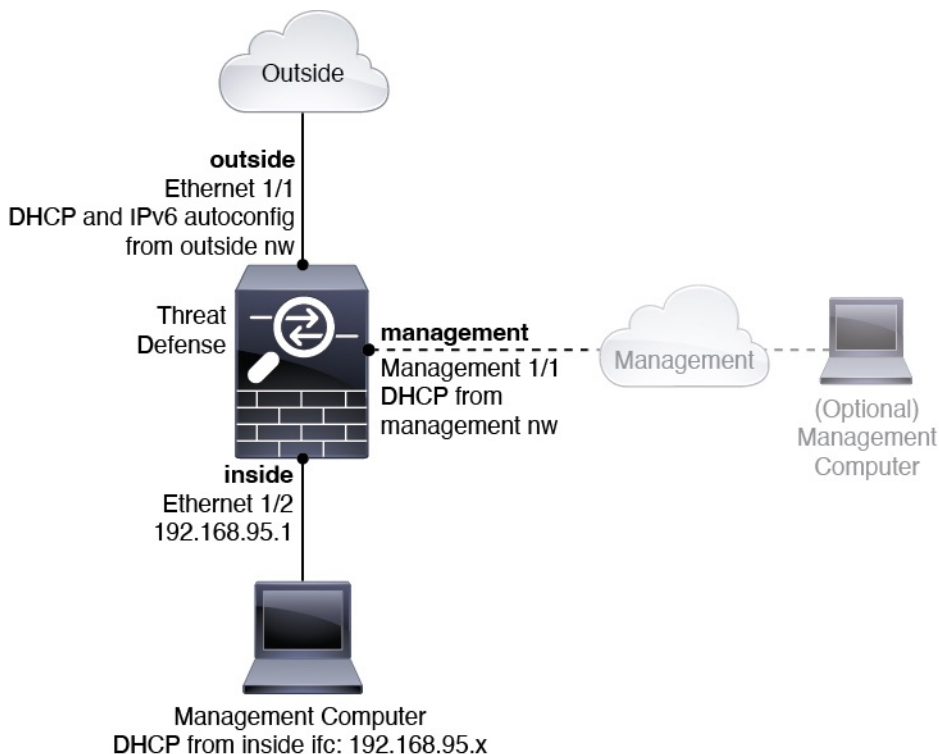 Outside
outside
Ethernet 1/1
DHCP and IPv6 autoconfig
from outside nw
Threat
Defense
management
Management 1/1
DHCP from
management nw
Management
(Optional)
Management
Computer
inside
Ethernet 1/2
192.168.95.1
Management Computer
DHCP from inside ifc: 192.168.95.x